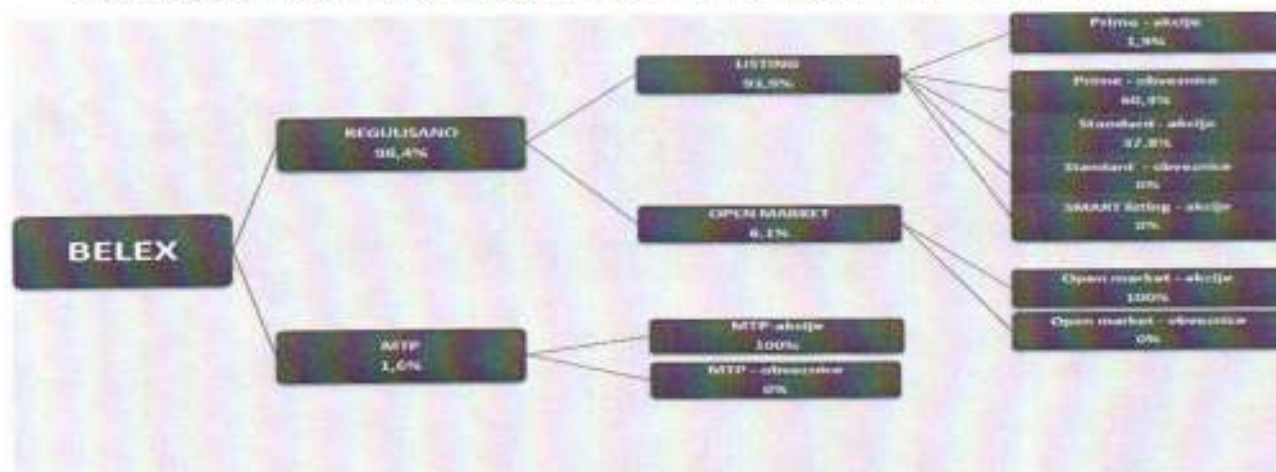 BELEX
REGULISANO
98,4%
MTP
1,6%
LISTING
93,9%
OPEN MARKET
6,1%
MTP-akcije
100%
MTP - obveznice
0%
Prime - akcije
1,9%
Prime - obveznice
60,3%
Standard - akcije
37,8%
Standard - obveznice
0%
SMART listing - akcije
0%
Open market - akcije
100%
Open market - obveznice
0%